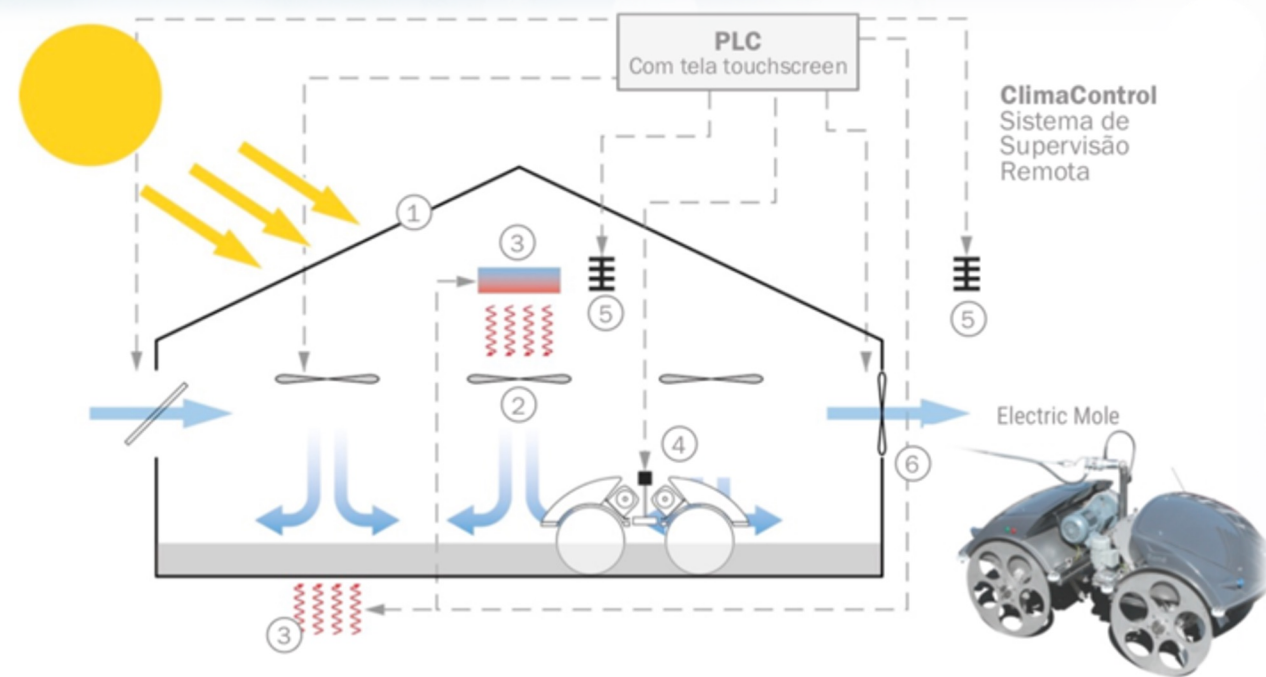 PLC
Com tela touchscreen
ClimaControl
Sistema de
Supervisão
Remota
1
3
5
5
2
4
Electric Mole
6
3